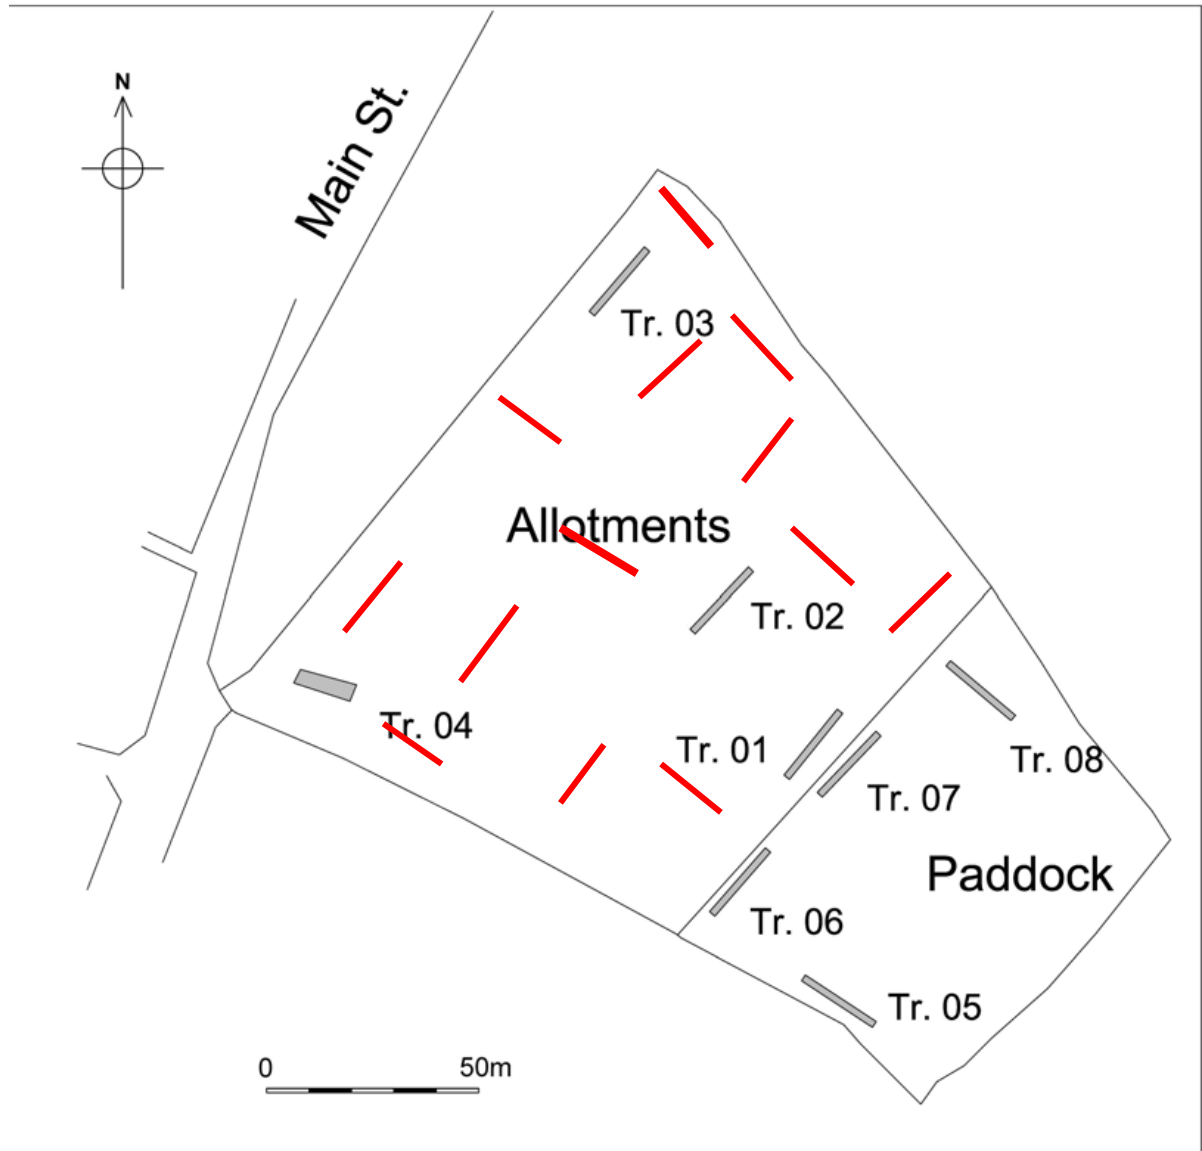 N
Main St.
Tr. 03
Allotments
Tr. 02
Tr. 04
Tr. 01
Tr. 08
Tr. 07
Paddock
Tr. 06
Tr. 05
0 50m